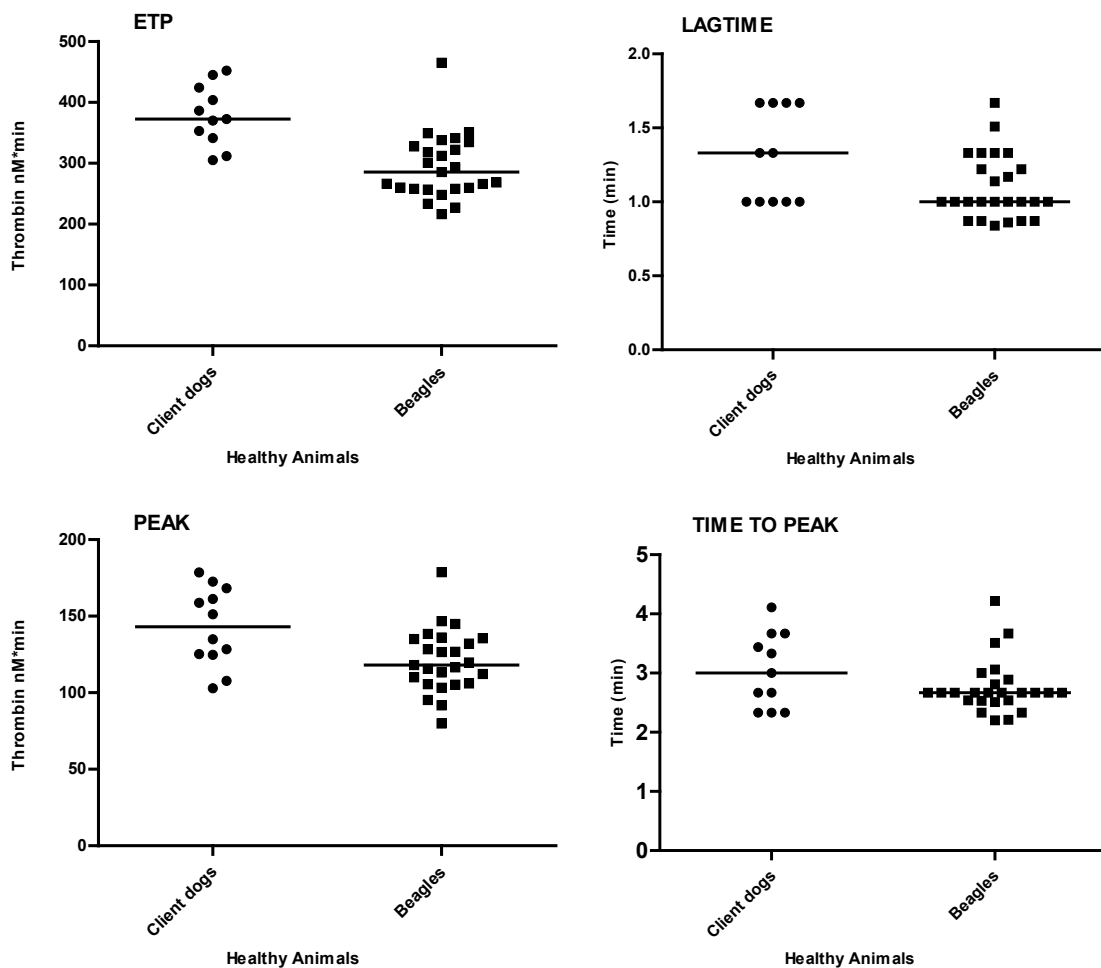 ETP
500
400
300
200
100
0
Thrombin nM*min
Client dogs
Beagles
Healthy Animals
LAGTIME
2.0
1.5
1.0
0.5
0.0
Time (min)
Client dogs
Beagles
Healthy Animals
PEAK
200
150
100
50
0
Thrombin nM*min
Client dogs
Beagles
Healthy Animals
TIME TO PEAK
5
4
3
2
1
0
Time (min)
Client dogs
Beagles
Healthy Animals